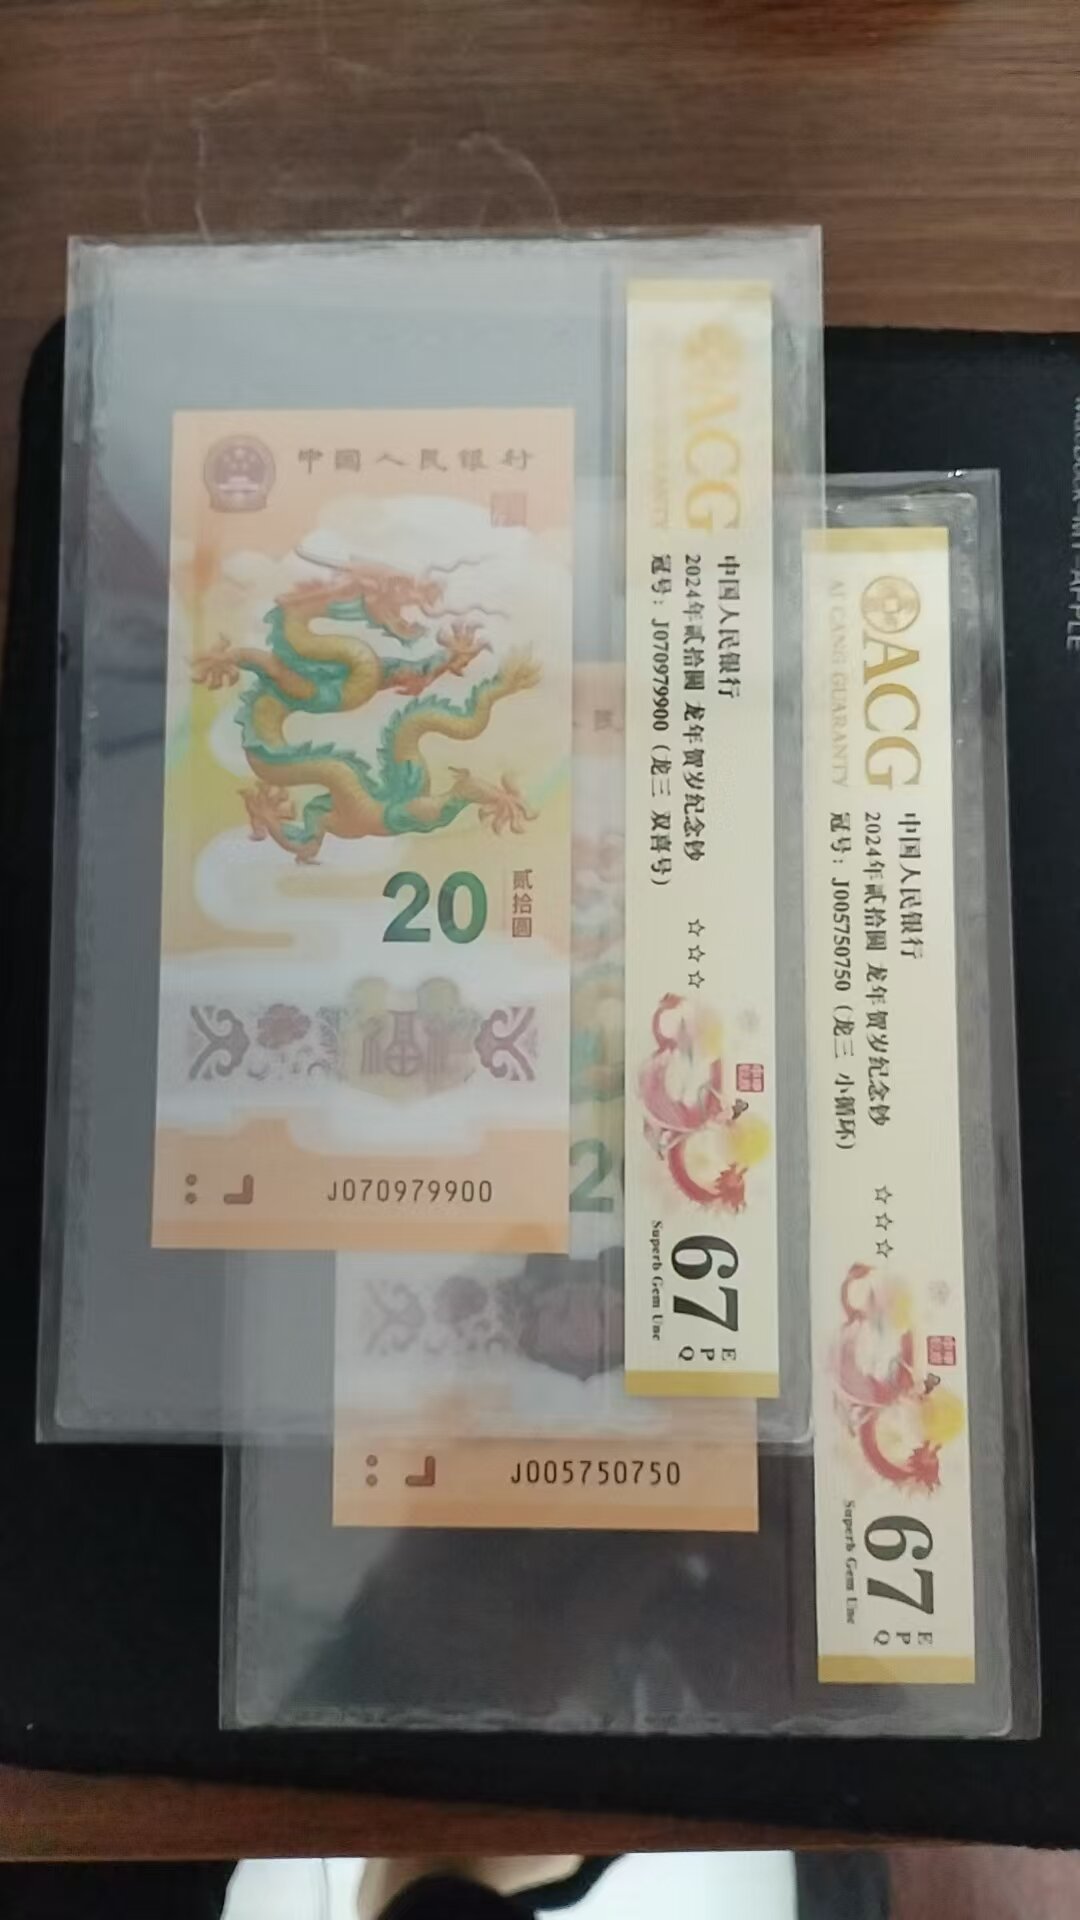 中国人民银行
20
贰拾圆
J070979900
ACG
中国人民银行
2024年贰拾圆 龙年贺岁纪念钞
冠号：J070979900（龙三 双喜号）
☆☆☆
67
EPQ
Superb Gem Unc
2
J005750750
ACG
AI CANG GUARANTY
中国人民银行
2024年贰拾圆 龙年贺岁纪念钞
冠号：J005750750（龙三 小循环）
☆☆☆
67
EPQ
Superb Gem Unc